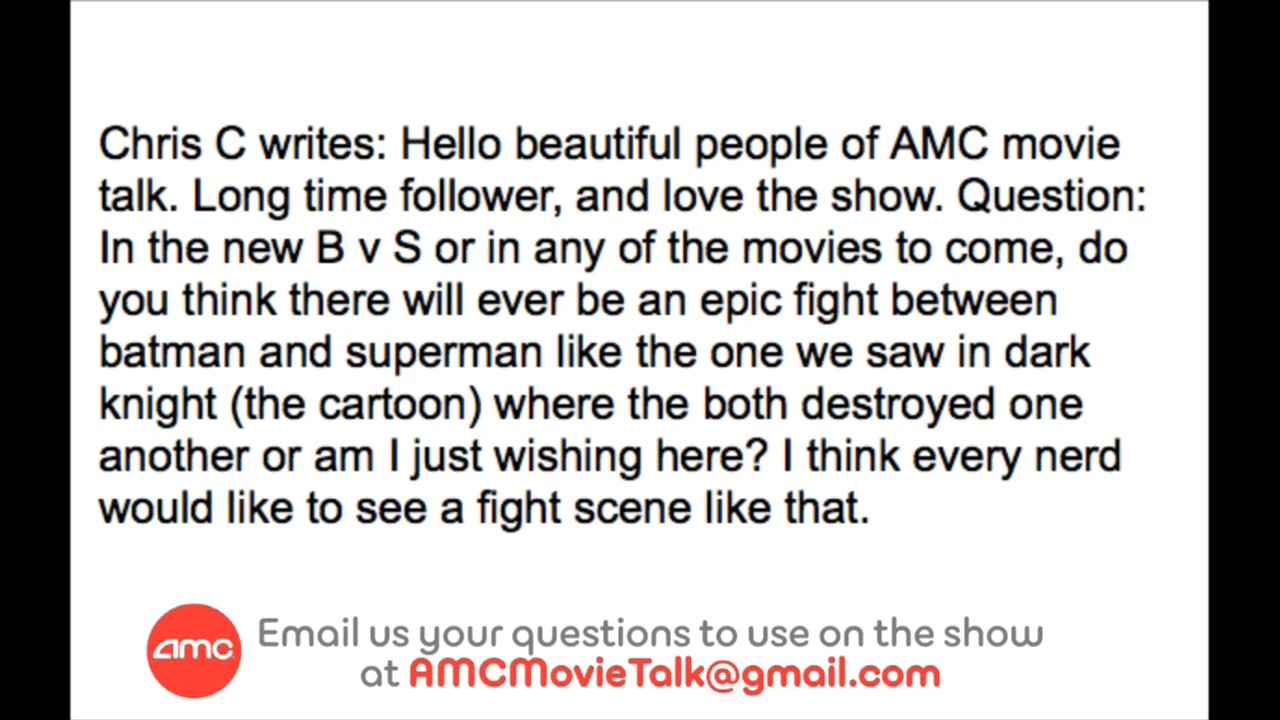 Chris C writes: Hello beautiful people of AMC movie
talk. Long time follower, and love the show. Question:
In the new B v S or in any of the movies to come, do
you think there will ever be an epic fight between
batman and superman like the one we saw in dark
knight (the cartoon) where the both destroyed one
another or am I just wishing here? I think every nerd
would like to see a fight scene like that.
amc
Email us your questions to use on the show
at AMCMovieTalk@gmail.com